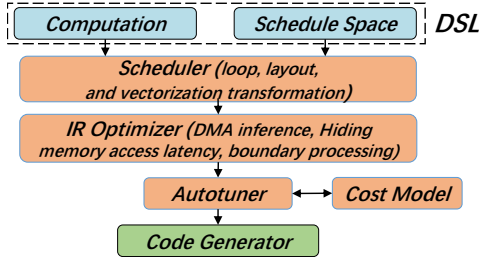 Computation Schedule Space DSL
Scheduler (loop, layout,
and vectorization transformation)
IR Optimizer (DMA inference, Hiding
memory access latency, boundary processing)
Autotuner Cost Model
Code Generator